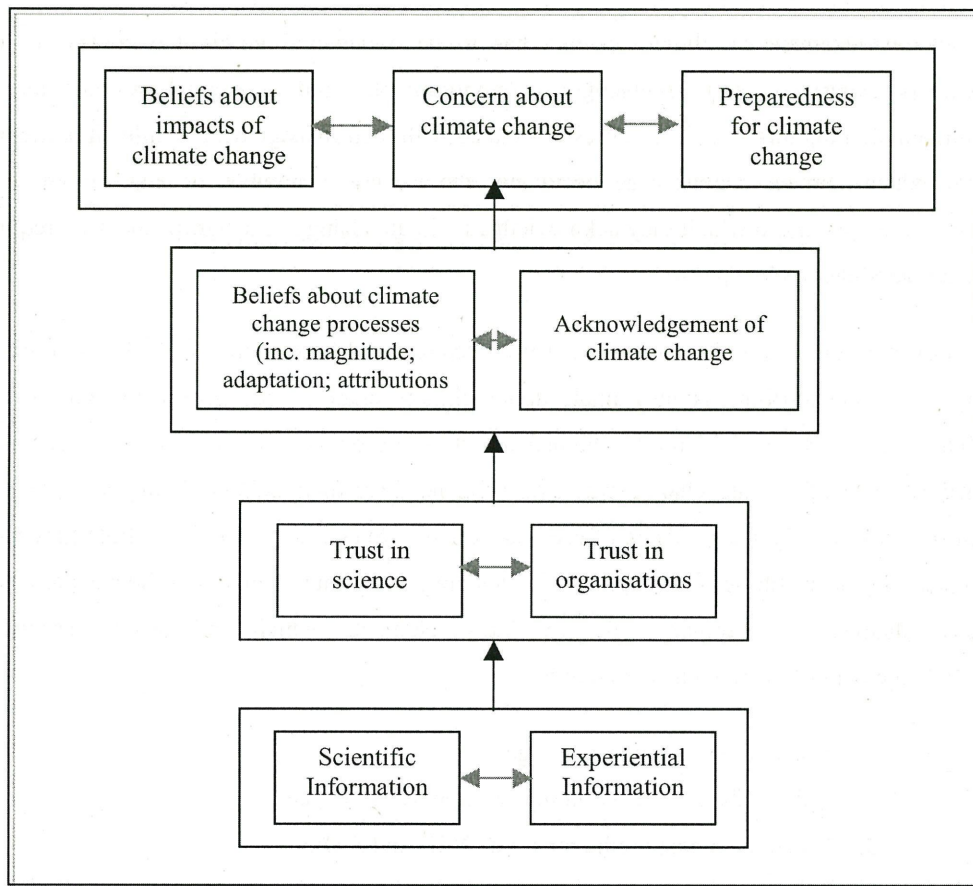 Beliefs about
impacts of
climate change
Concern about
climate change
Preparedness
for climate
change
Beliefs about climate
change processes
(inc. magnitude;
adaptation; attributions
Acknowledgement of
climate change
Trust in
science
Trust in
organisations
Scientific
Information
Experiential
Information